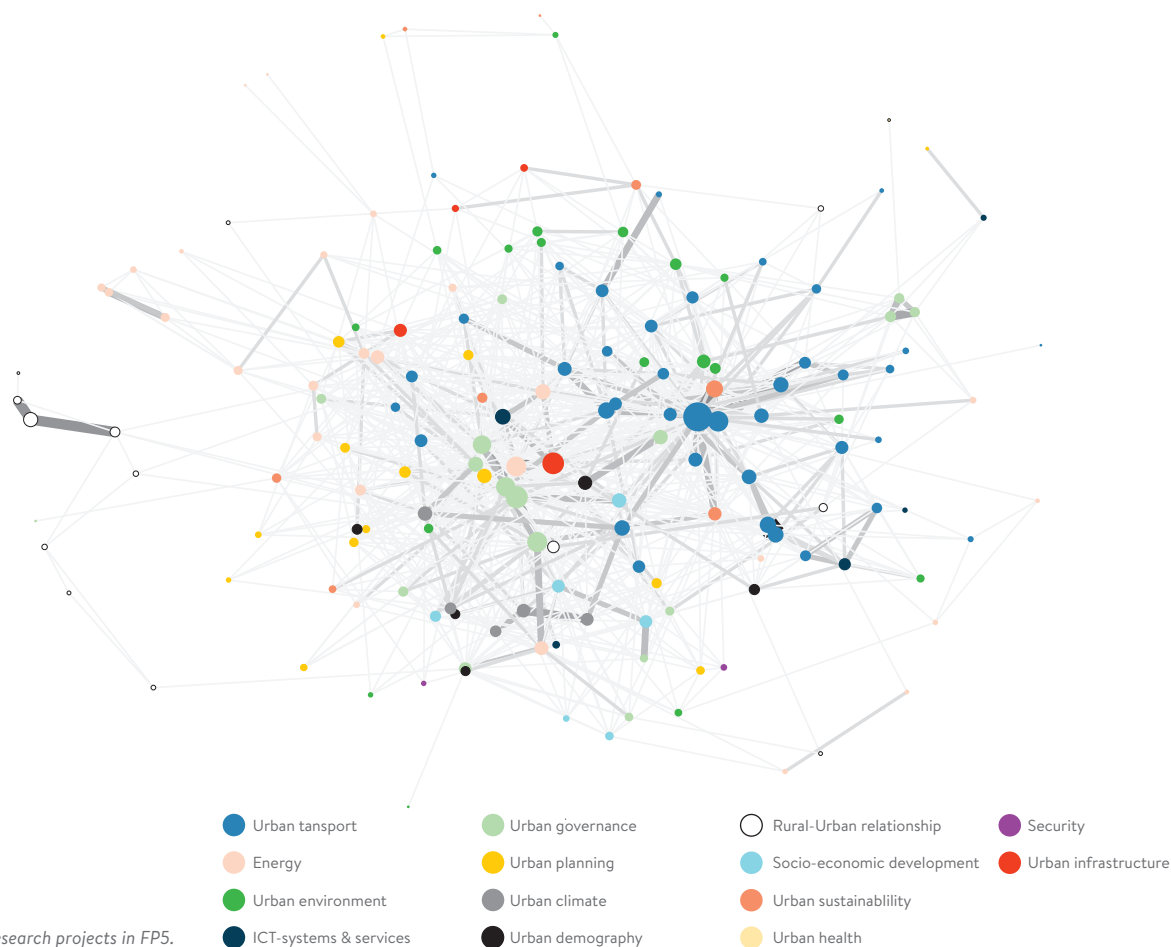 Urban tansport
Urban governance
Rural-Urban relationship
Security
Energy
Urban planning
Socio-economic development
Urban infrastructure
Urban environment
Urban climate
Urban sustainablility
search projects in FP5.
ICT-systems & services
Urban demography
Urban health